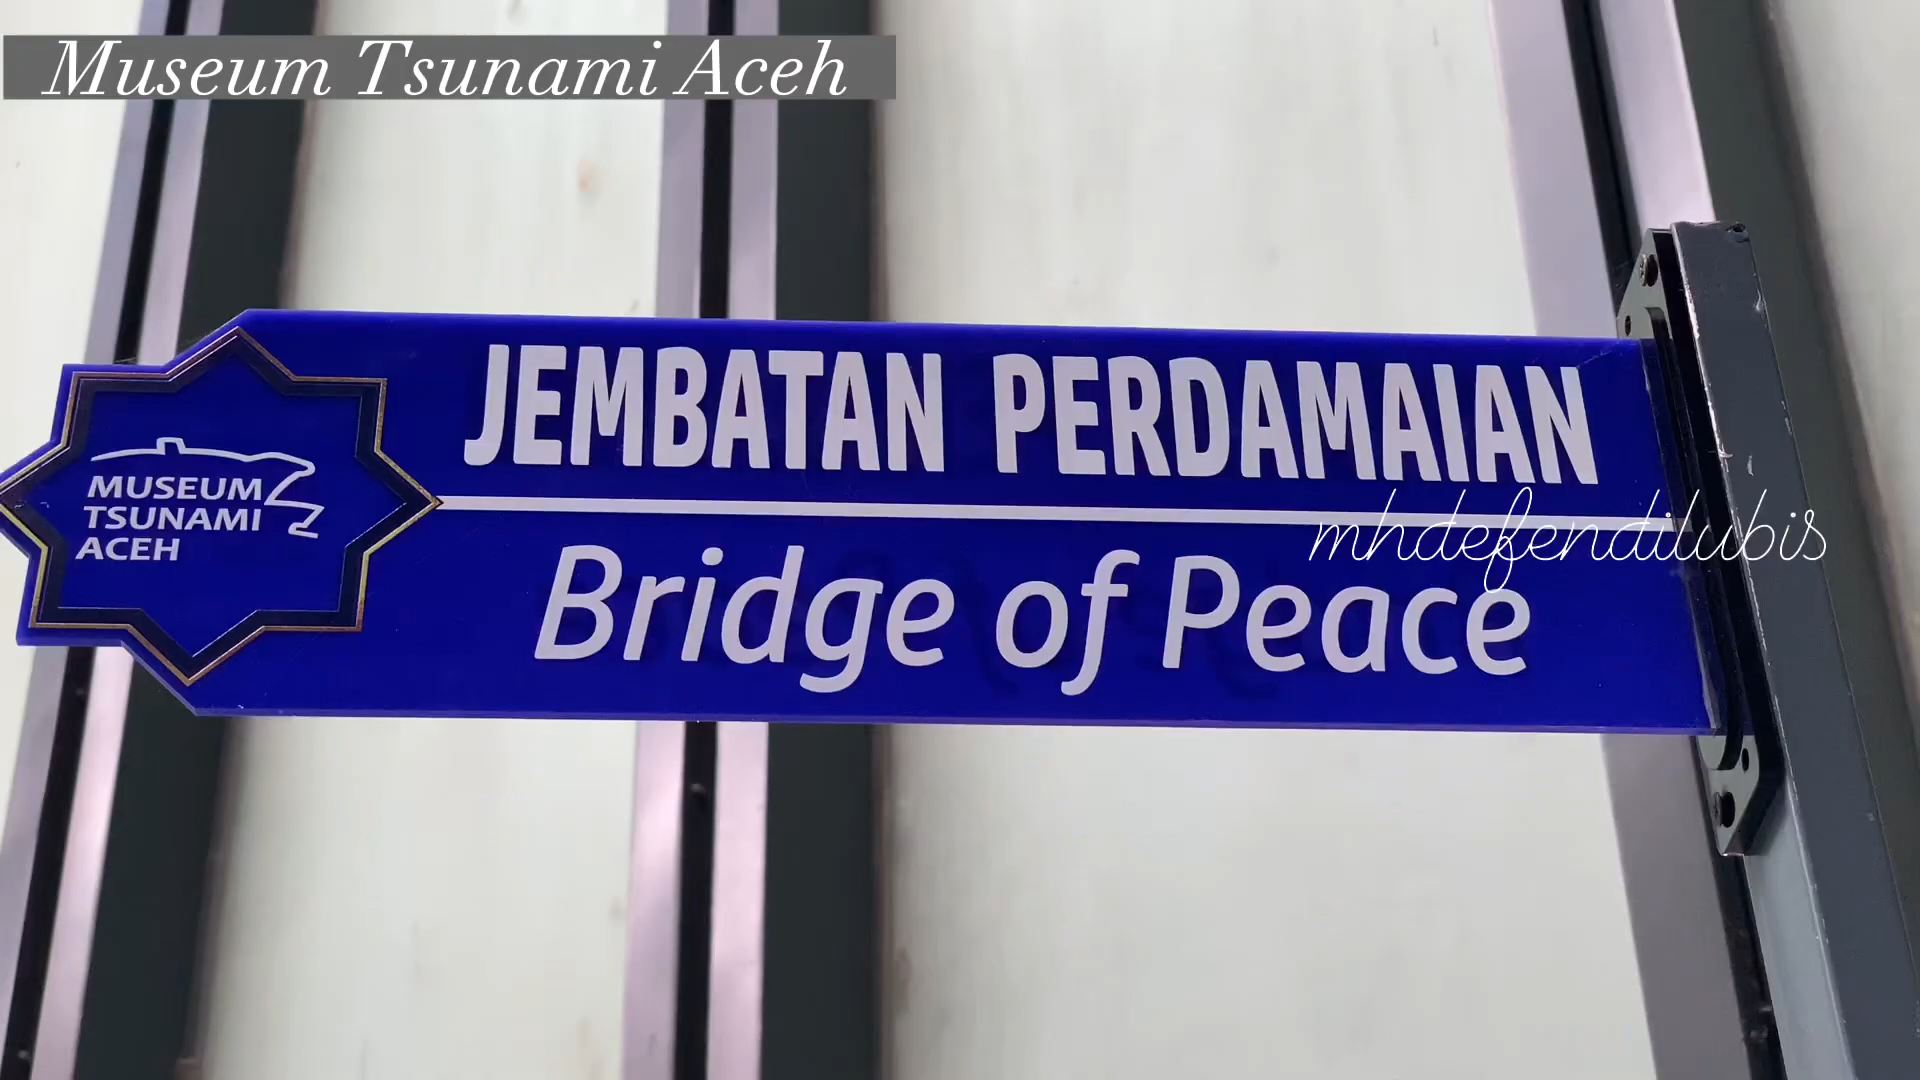 Museum Tsunami Aceh
JEMBATAN PERDAMAIAN
MUSEUM
TSUNAMI
ACEH
mhdefendilubis
Bridge of Peace